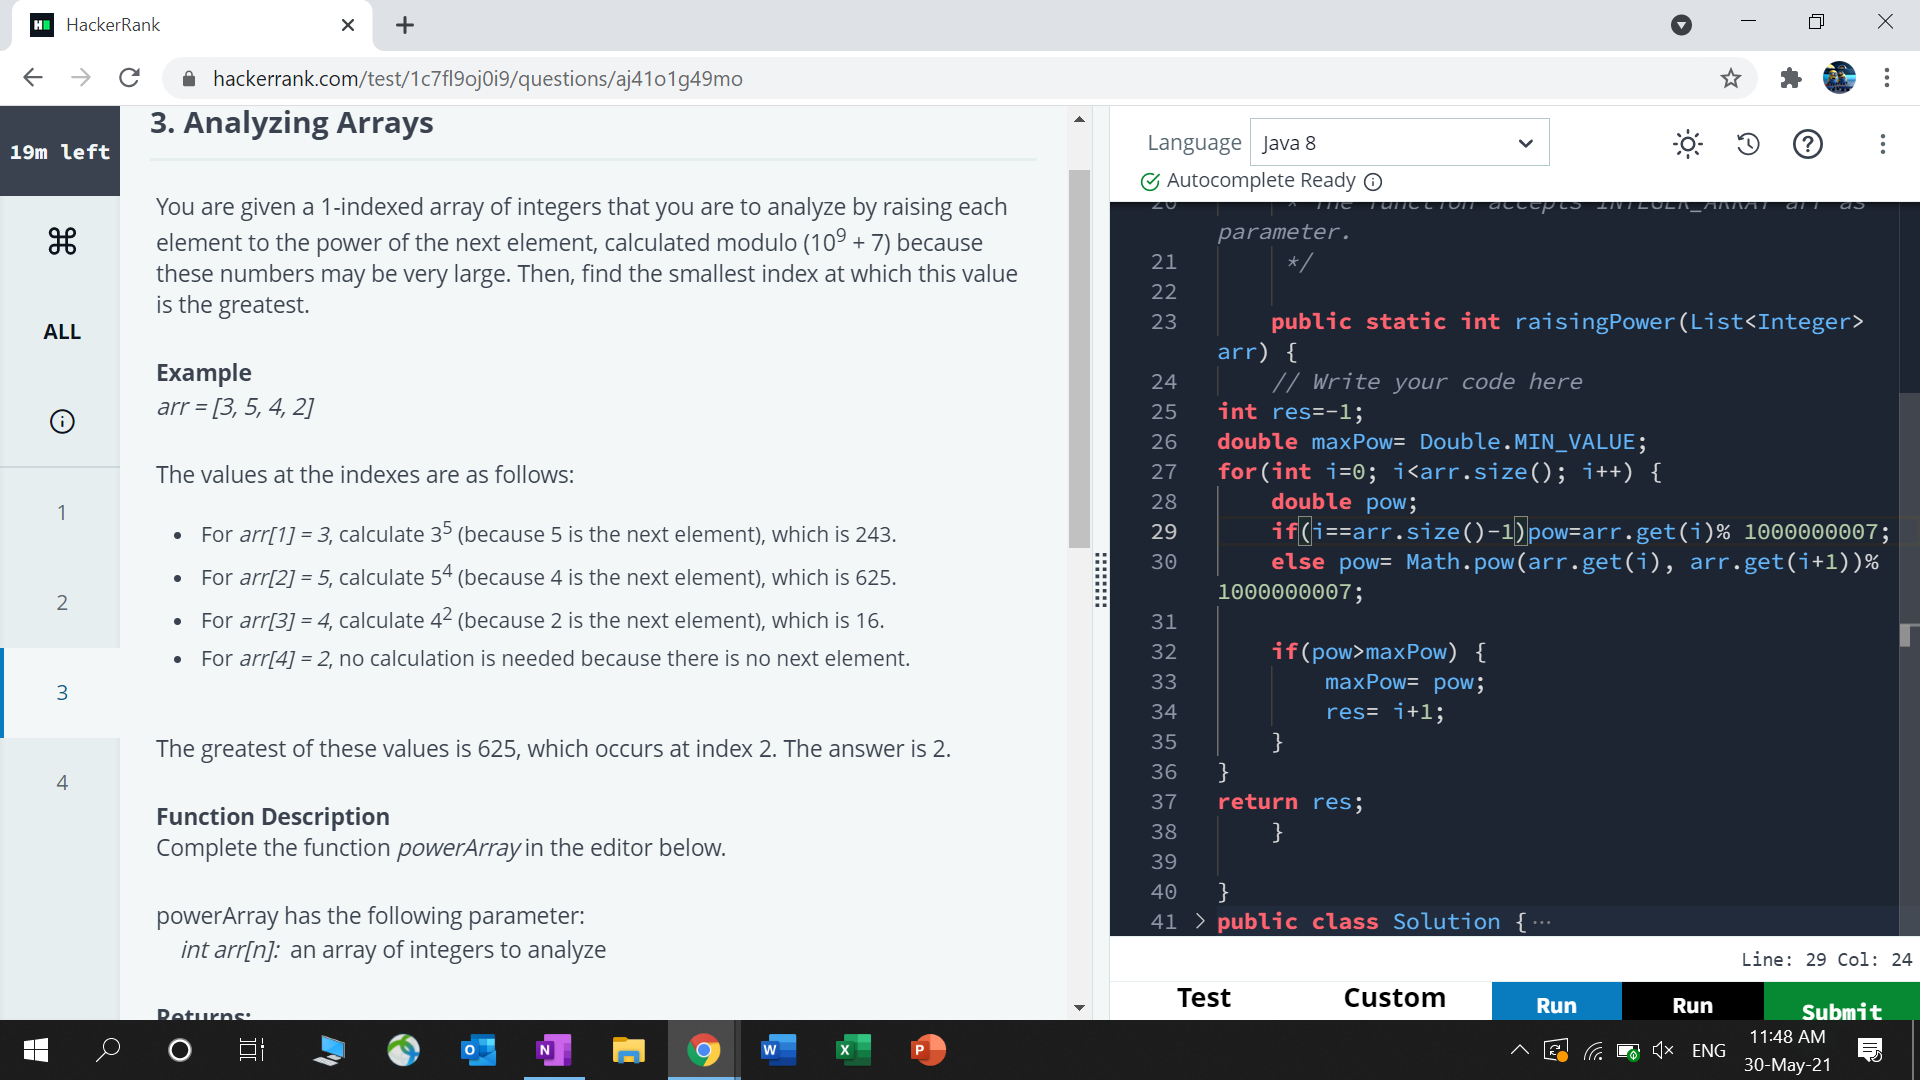 HackerRank
hackerrank.com/test/1c7fl9oj0i9/questions/aj41o1g49mo
19m left
ALL
1
2
3
4
3. Analyzing Arrays
You are given a 1-indexed array of integers that you are to analyze by raising each
element to the power of the next element, calculated modulo (10⁹ + 7) because
these numbers may be very large. Then, find the smallest index at which this value
is the greatest.
Example
arr = [3, 5, 4, 2]
The values at the indexes are as follows:
• For arr[1] = 3, calculate 3⁵ (because 5 is the next element), which is 243.
• For arr[2] = 5, calculate 5⁴ (because 4 is the next element), which is 625.
• For arr[3] = 4, calculate 4² (because 2 is the next element), which is 16.
• For arr[4] = 2, no calculation is needed because there is no next element.
The greatest of these values is 625, which occurs at index 2. The answer is 2.
Function Description
Complete the function powerArray in the editor below.
powerArray has the following parameter:
int arr[n]: an array of integers to analyze
Returns:
Language Java 8
Autocomplete Ready
20 * The function accepts INTEGER_ARRAY arr as
parameter.
21 */
22
23 public static int raisingPower(List<Integer>
arr) {
24 // Write your code here
25 int res=-1;
26 double maxPow= Double.MIN_VALUE;
27 for(int i=0; i<arr.size(); i++) {
28 double pow;
29 if(i==arr.size()-1)pow=arr.get(i)% 1000000007;
30 else pow= Math.pow(arr.get(i), arr.get(i+1))%
1000000007;
31
32 if(pow>maxPow) {
33 maxPow= pow;
34 res= i+1;
35 }
36 }
37 return res;
38 }
39
40 }
41 > public class Solution {···
Line: 29 Col: 24
Test
Custom
Run
Run
Submit
ENG
11:48 AM
30-May-21